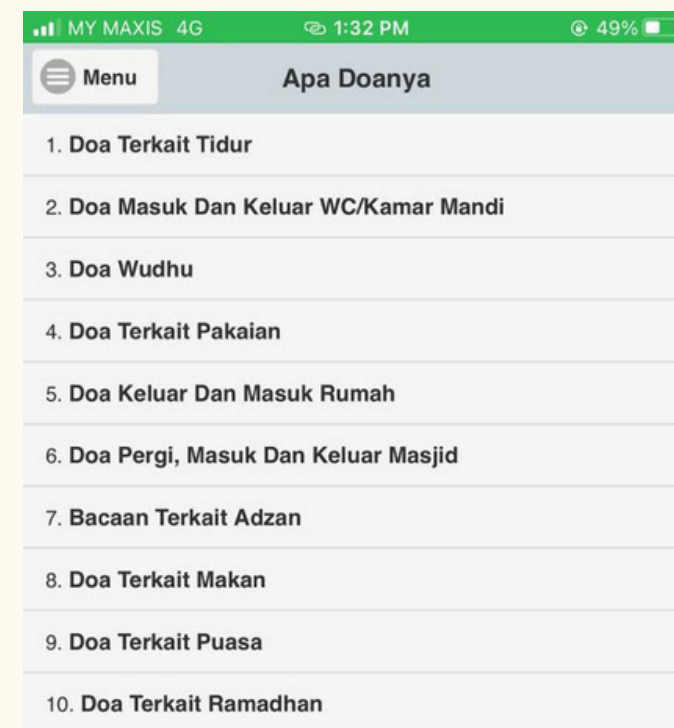 MY MAXIS 4G 1:32 PM 49%
Menu Apa Doanya
1. Doa Terkait Tidur
2. Doa Masuk Dan Keluar WC/Kamar Mandi
3. Doa Wudhu
4. Doa Terkait Pakaian
5. Doa Keluar Dan Masuk Rumah
6. Doa Pergi, Masuk Dan Keluar Masjid
7. Bacaan Terkait Adzan
8. Doa Terkait Makan
9. Doa Terkait Puasa
10. Doa Terkait Ramadhan